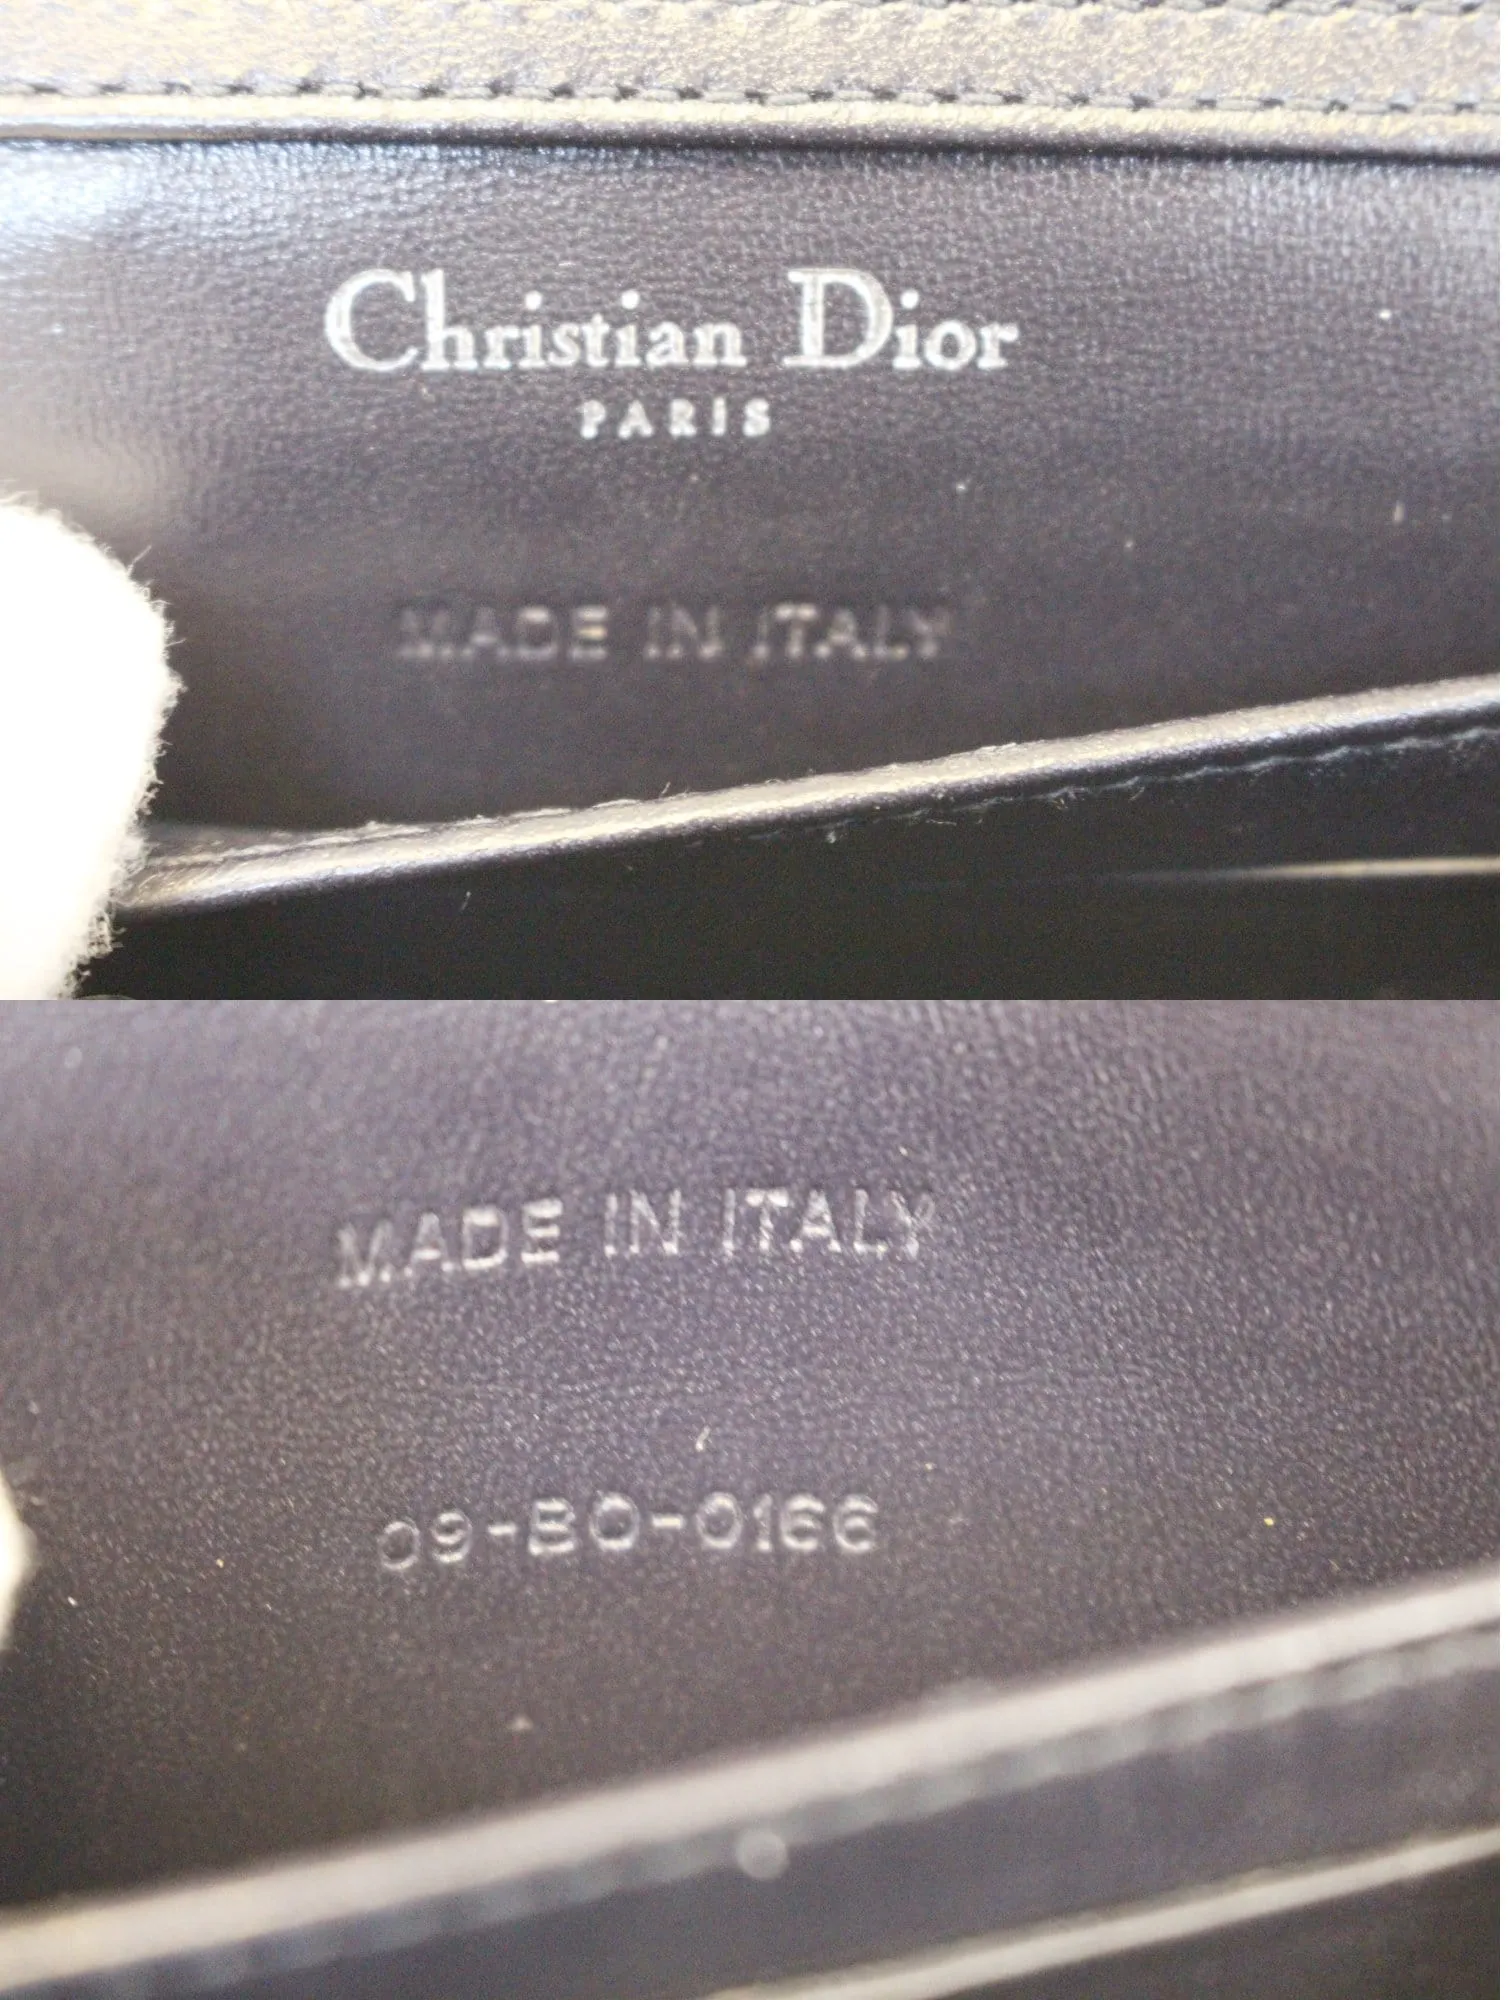 Christian Dior
PARIS
MADE IN ITALY
MADE IN ITALY
09-BO-0166